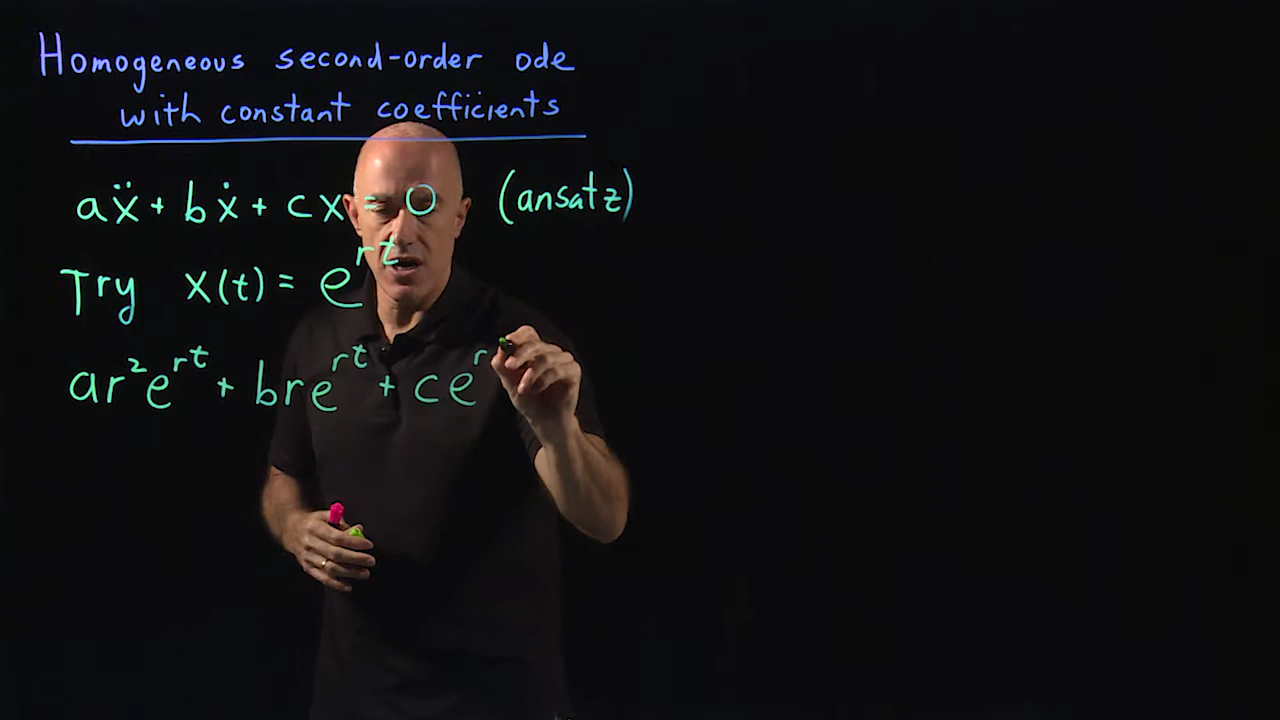 Homogeneous second-order ode
with constant coefficients
aẍ + bẋ + cx = 0 (ansatz)
Try x(t) = e^{rt}
ar²e^{rt} + bre^{rt} + ce^{r